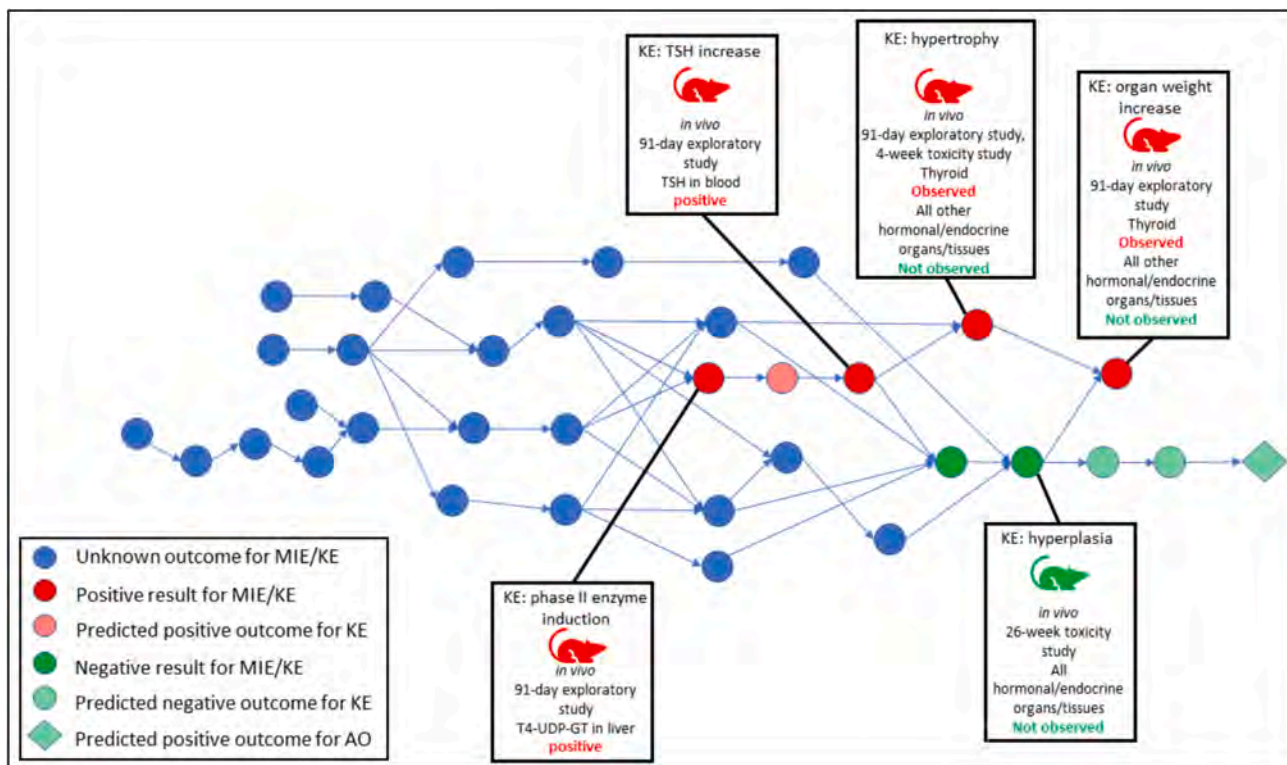 KE: TSH increase
in vivo
91-day exploratory
study
TSH in blood
positive
KE: hypertrophy
in vivo
91-day exploratory study,
4-week toxicity study
Thyroid
Observed
All other
hormonal/endocrine
organs/tissues
Not observed
KE: organ weight
increase
in vivo
91-day exploratory
study
Thyroid
Observed
All other
hormonal/endocrine
organs/tissues
Not observed
Unknown outcome for MIE/KE
Positive result for MIE/KE
Predicted positive outcome for KE
Negative result for MIE/KE
Predicted negative outcome for KE
Predicted positive outcome for AO
KE: phase II enzyme
induction
in vivo
91-day exploratory
study
T4-UDP-GT in liver
positive
KE: hyperplasia
in vivo
26-week toxicity
study
All
hormonal/endocrine
organs/tissues
Not observed